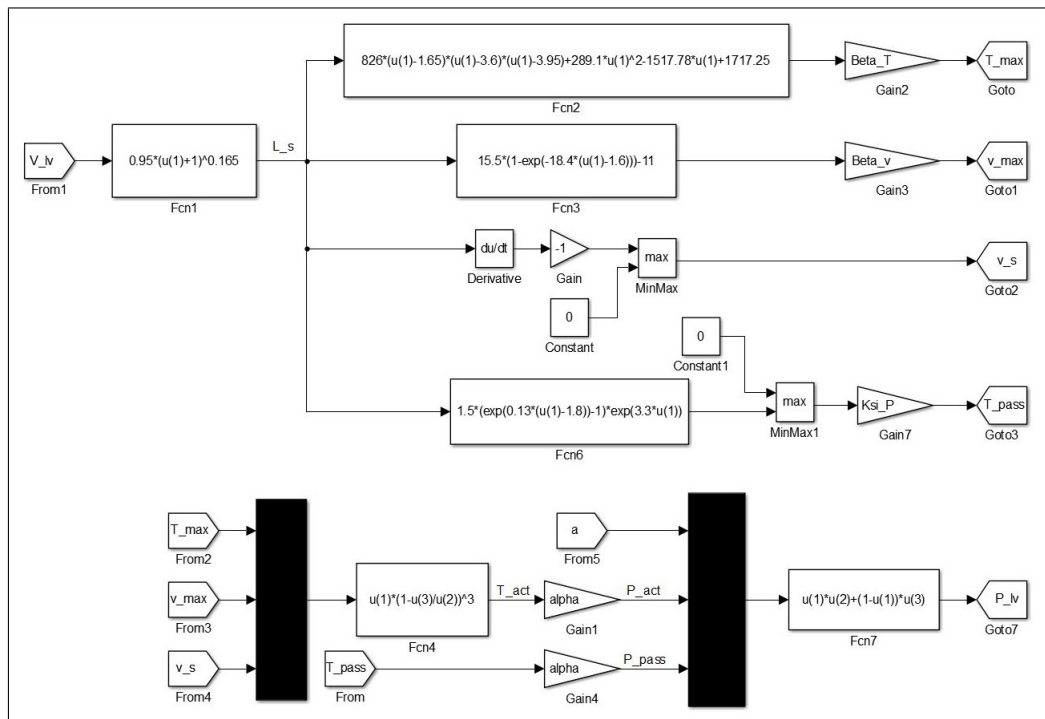 826*(u(1)-1.65)*(u(1)-3.6)*(u(1)-3.95)+289.1*u(1)^2-1517.78*u(1)+1717.25
Fcn2
Beta_T
Gain2
T_max
Goto
V_lv
From1
0.95*(u(1)+1)^0.165
Fcn1
L_s
15.5*(1-exp(-18.4*(u(1)-1.6)))-11
Fcn3
Beta_v
Gain3
v_max
Goto1
du/dt
Derivative
-1
Gain
max
MinMax
v_s
Goto2
0
Constant
0
Constant1
1.5*(exp(0.13*(u(1)-1.8))-1)*exp(3.3*u(1))
Fcn6
max
MinMax1
Ksi_P
Gain7
T_pass
Goto3
T_max
From2
v_max
From3
v_s
From4
u(1)*(1-u(3)/u(2))^3
Fcn4
T_act
alpha
Gain1
P_act
a
From5
T_pass
From
alpha
Gain4
P_pass
u(1)*u(2)+(1-u(1))*u(3)
Fcn7
P_lv
Goto7